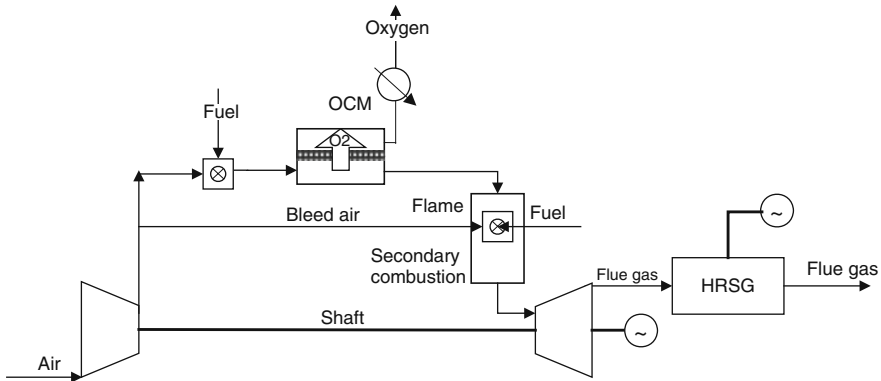 Oxygen
Fuel
OCM
O2
Flame
Fuel
Bleed air
Secondary
combustion
Flue gas
HRSG
Flue gas
Shaft
Air
~
~